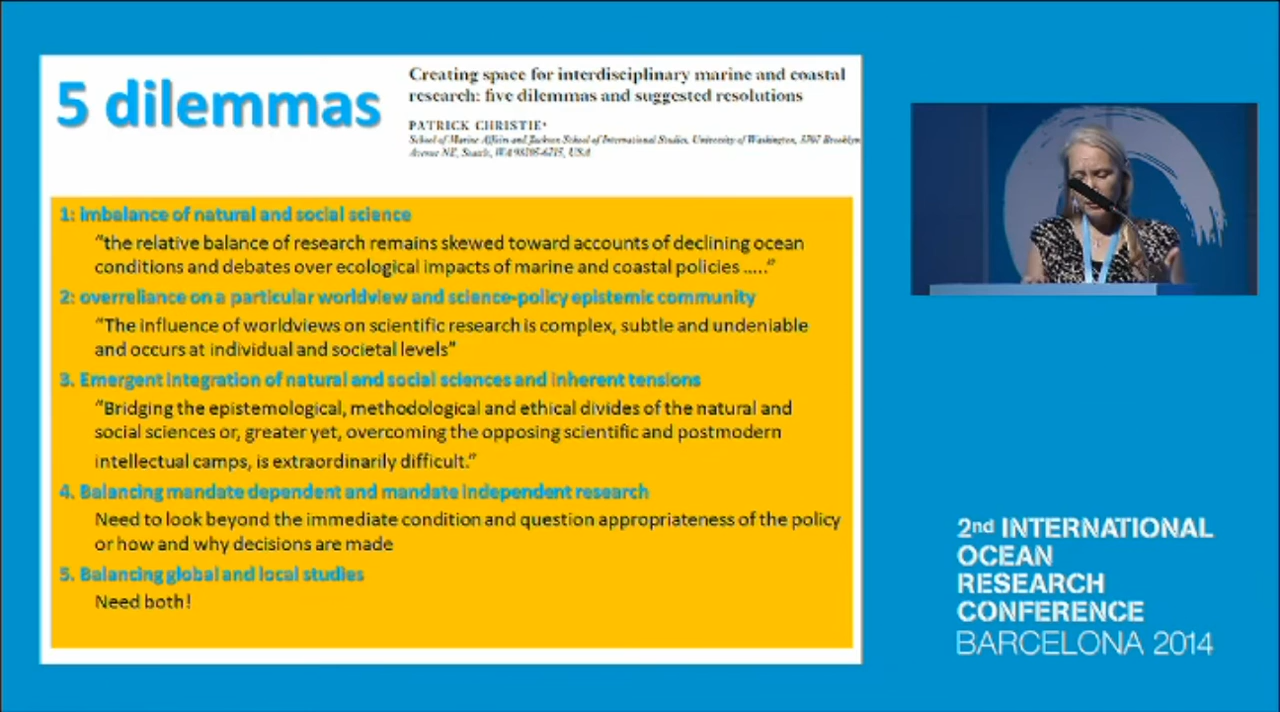 5 dilemmas
Creating space for interdisciplinary marine and coastal
research: five dilemmas and suggested resolutions
PATRICK CHRISTIE*
School of Marine Affairs and Jackson School of International Studies, University of Washington, 3707 Brooklyn
Avenue NE, Seattle, WA 98105-6715, USA
1: imbalance of natural and social science
“the relative balance of research remains skewed toward accounts of declining ocean
conditions and debates over ecological impacts of marine and coastal policies .....”
2: overreliance on a particular worldview and science-policy epistemic community
“The influence of worldviews on scientific research is complex, subtle and undeniable
and occurs at individual and societal levels”
3. Emergent integration of natural and social sciences and inherent tensions
“Bridging the epistemological, methodological and ethical divides of the natural and
social sciences or, greater yet, overcoming the opposing scientific and postmodern
intellectual camps, is extraordinarily difficult.”
4. Balancing mandate dependent and mandate independent research
Need to look beyond the immediate condition and question appropriateness of the policy
or how and why decisions are made
5. Balancing global and local studies
Need both!
2nd INTERNATIONAL
OCEAN
RESEARCH
CONFERENCE
BARCELONA 2014